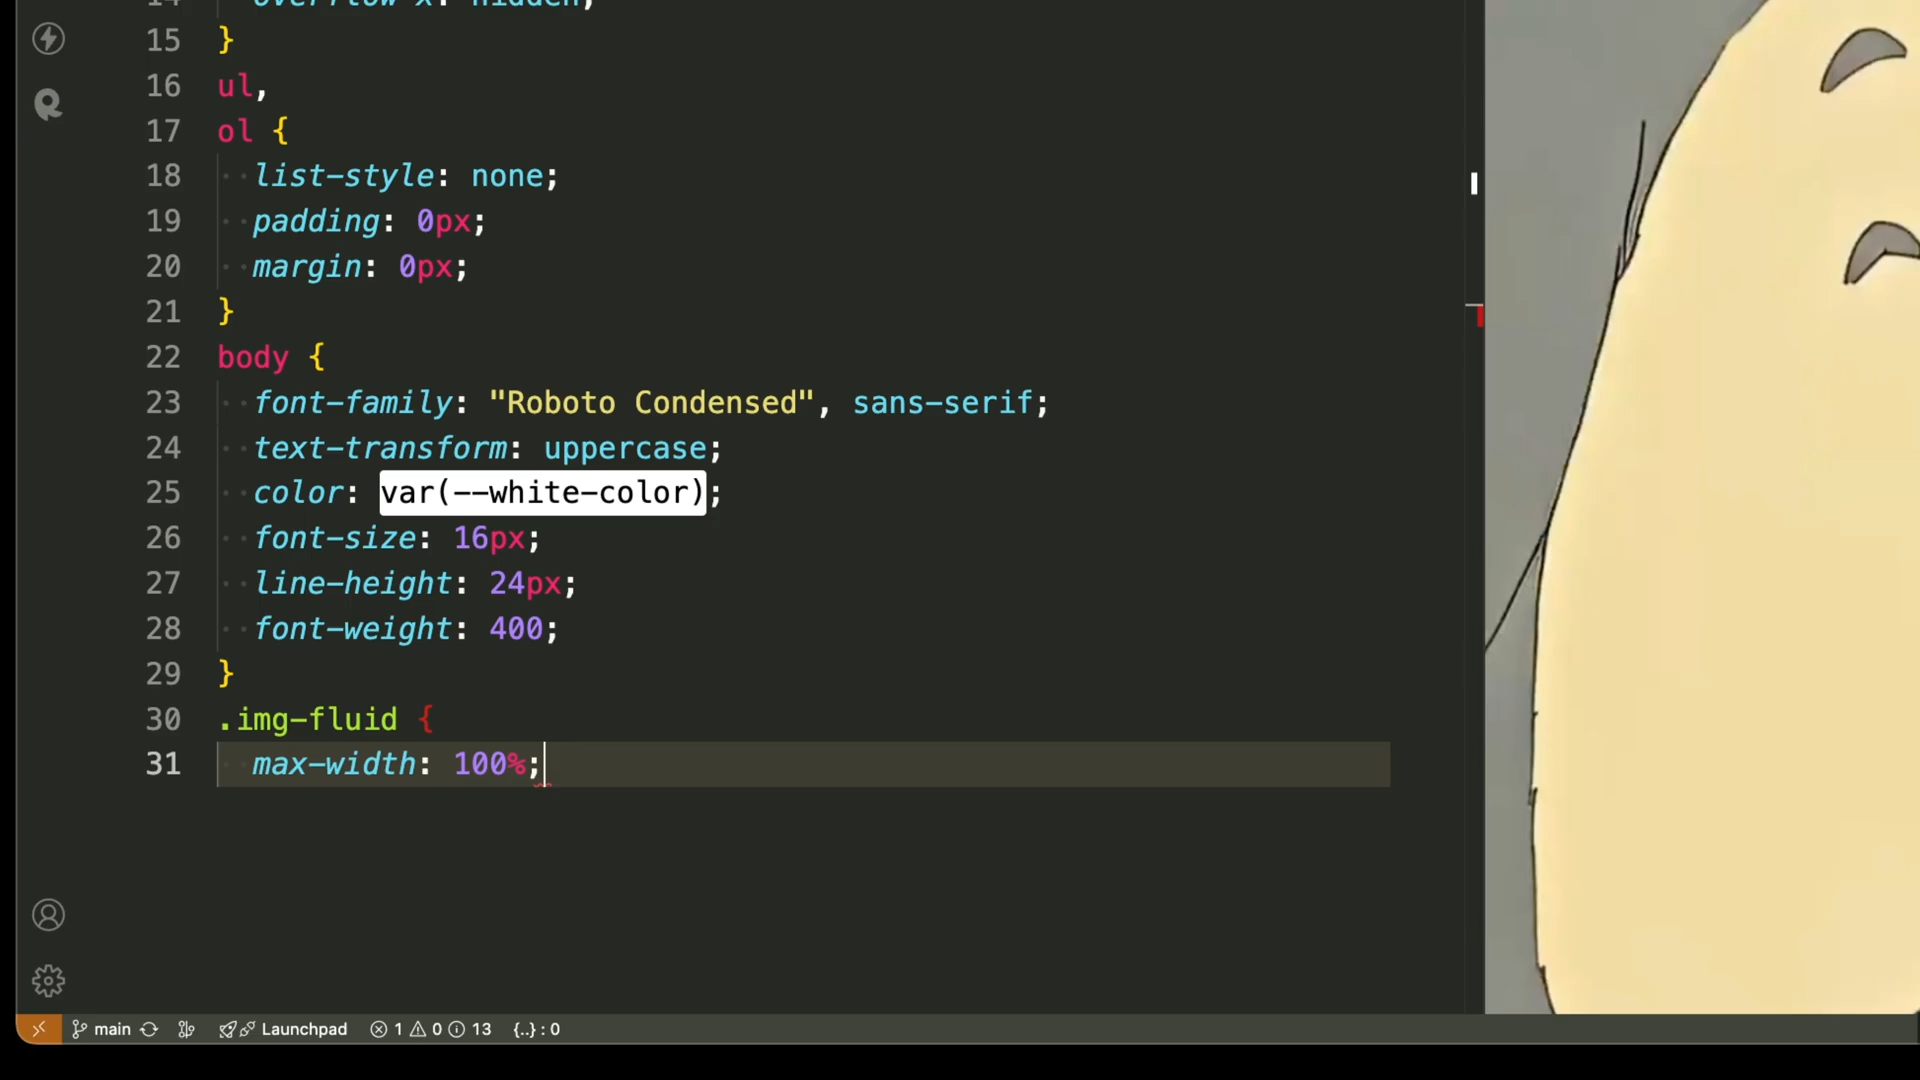 14 overflow-x: hidden;
15 }
16 ul,
17 ol {
18 list-style: none;
19 padding: 0px;
20 margin: 0px;
21 }
22 body {
23 font-family: "Roboto Condensed", sans-serif;
24 text-transform: uppercase;
25 color: var(--white-color);
26 font-size: 16px;
27 line-height: 24px;
28 font-weight: 400;
29 }
30 .img-fluid {
31 max-width: 100%;
main Launchpad 1 0 13 {..} : 0